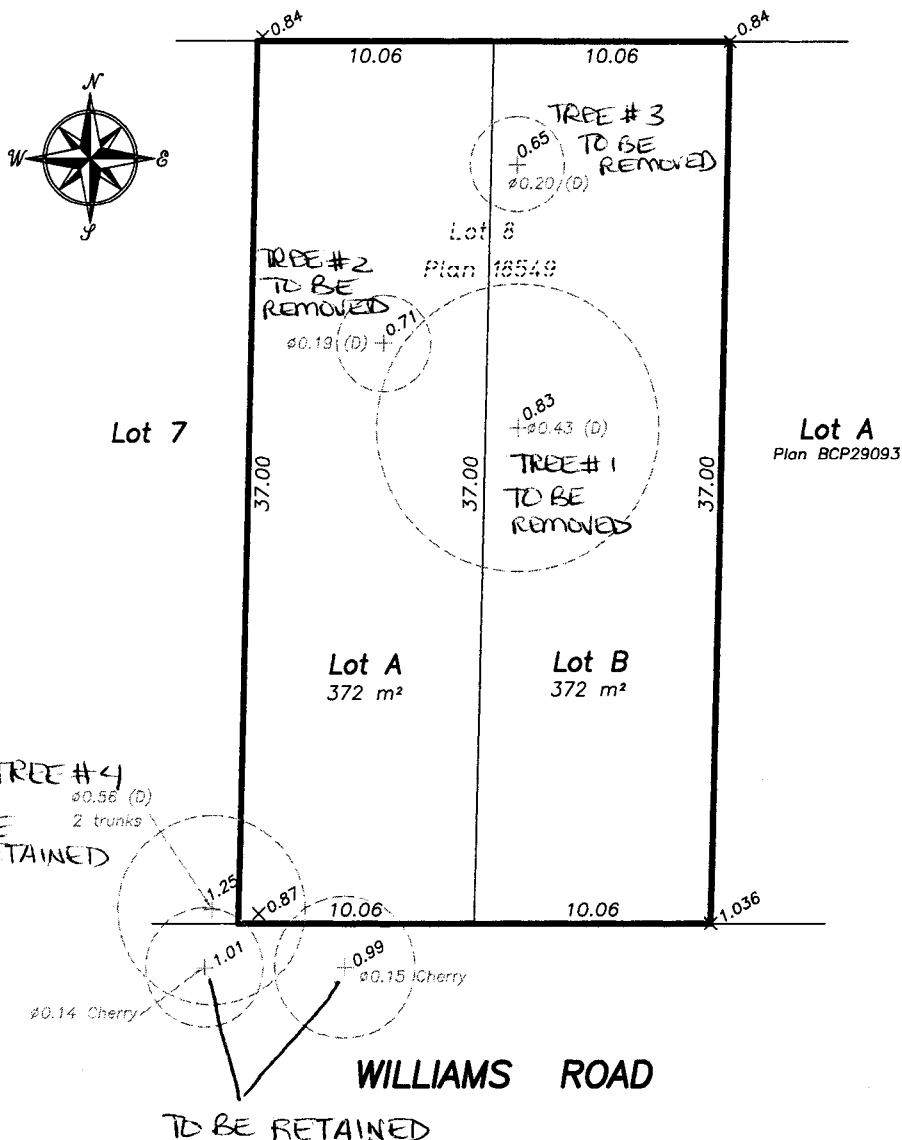 0.84
0.84
10.06
10.06
N
W
E
S
TREE #3
TO BE
REMOVED
0.65
ø0.20 (D)
Lot 8
Plan 18549
TREE #2
TO BE
REMOVED
0.71
ø0.19 (D)
0.83
ø0.43 (D)
TREE #1
TO BE
REMOVED
Lot 7
37.00
37.00
37.00
Lot A
Plan BCP29093
Lot A
372 m²
Lot B
372 m²
TREE #4
ø0.56 (D)
2 trunks
E
TAINED
1.25
0.87
10.06
10.06
1.036
1.01
0.99
ø0.15 Cherry
ø0.14 Cherry
WILLIAMS ROAD
TO BE RETAINED